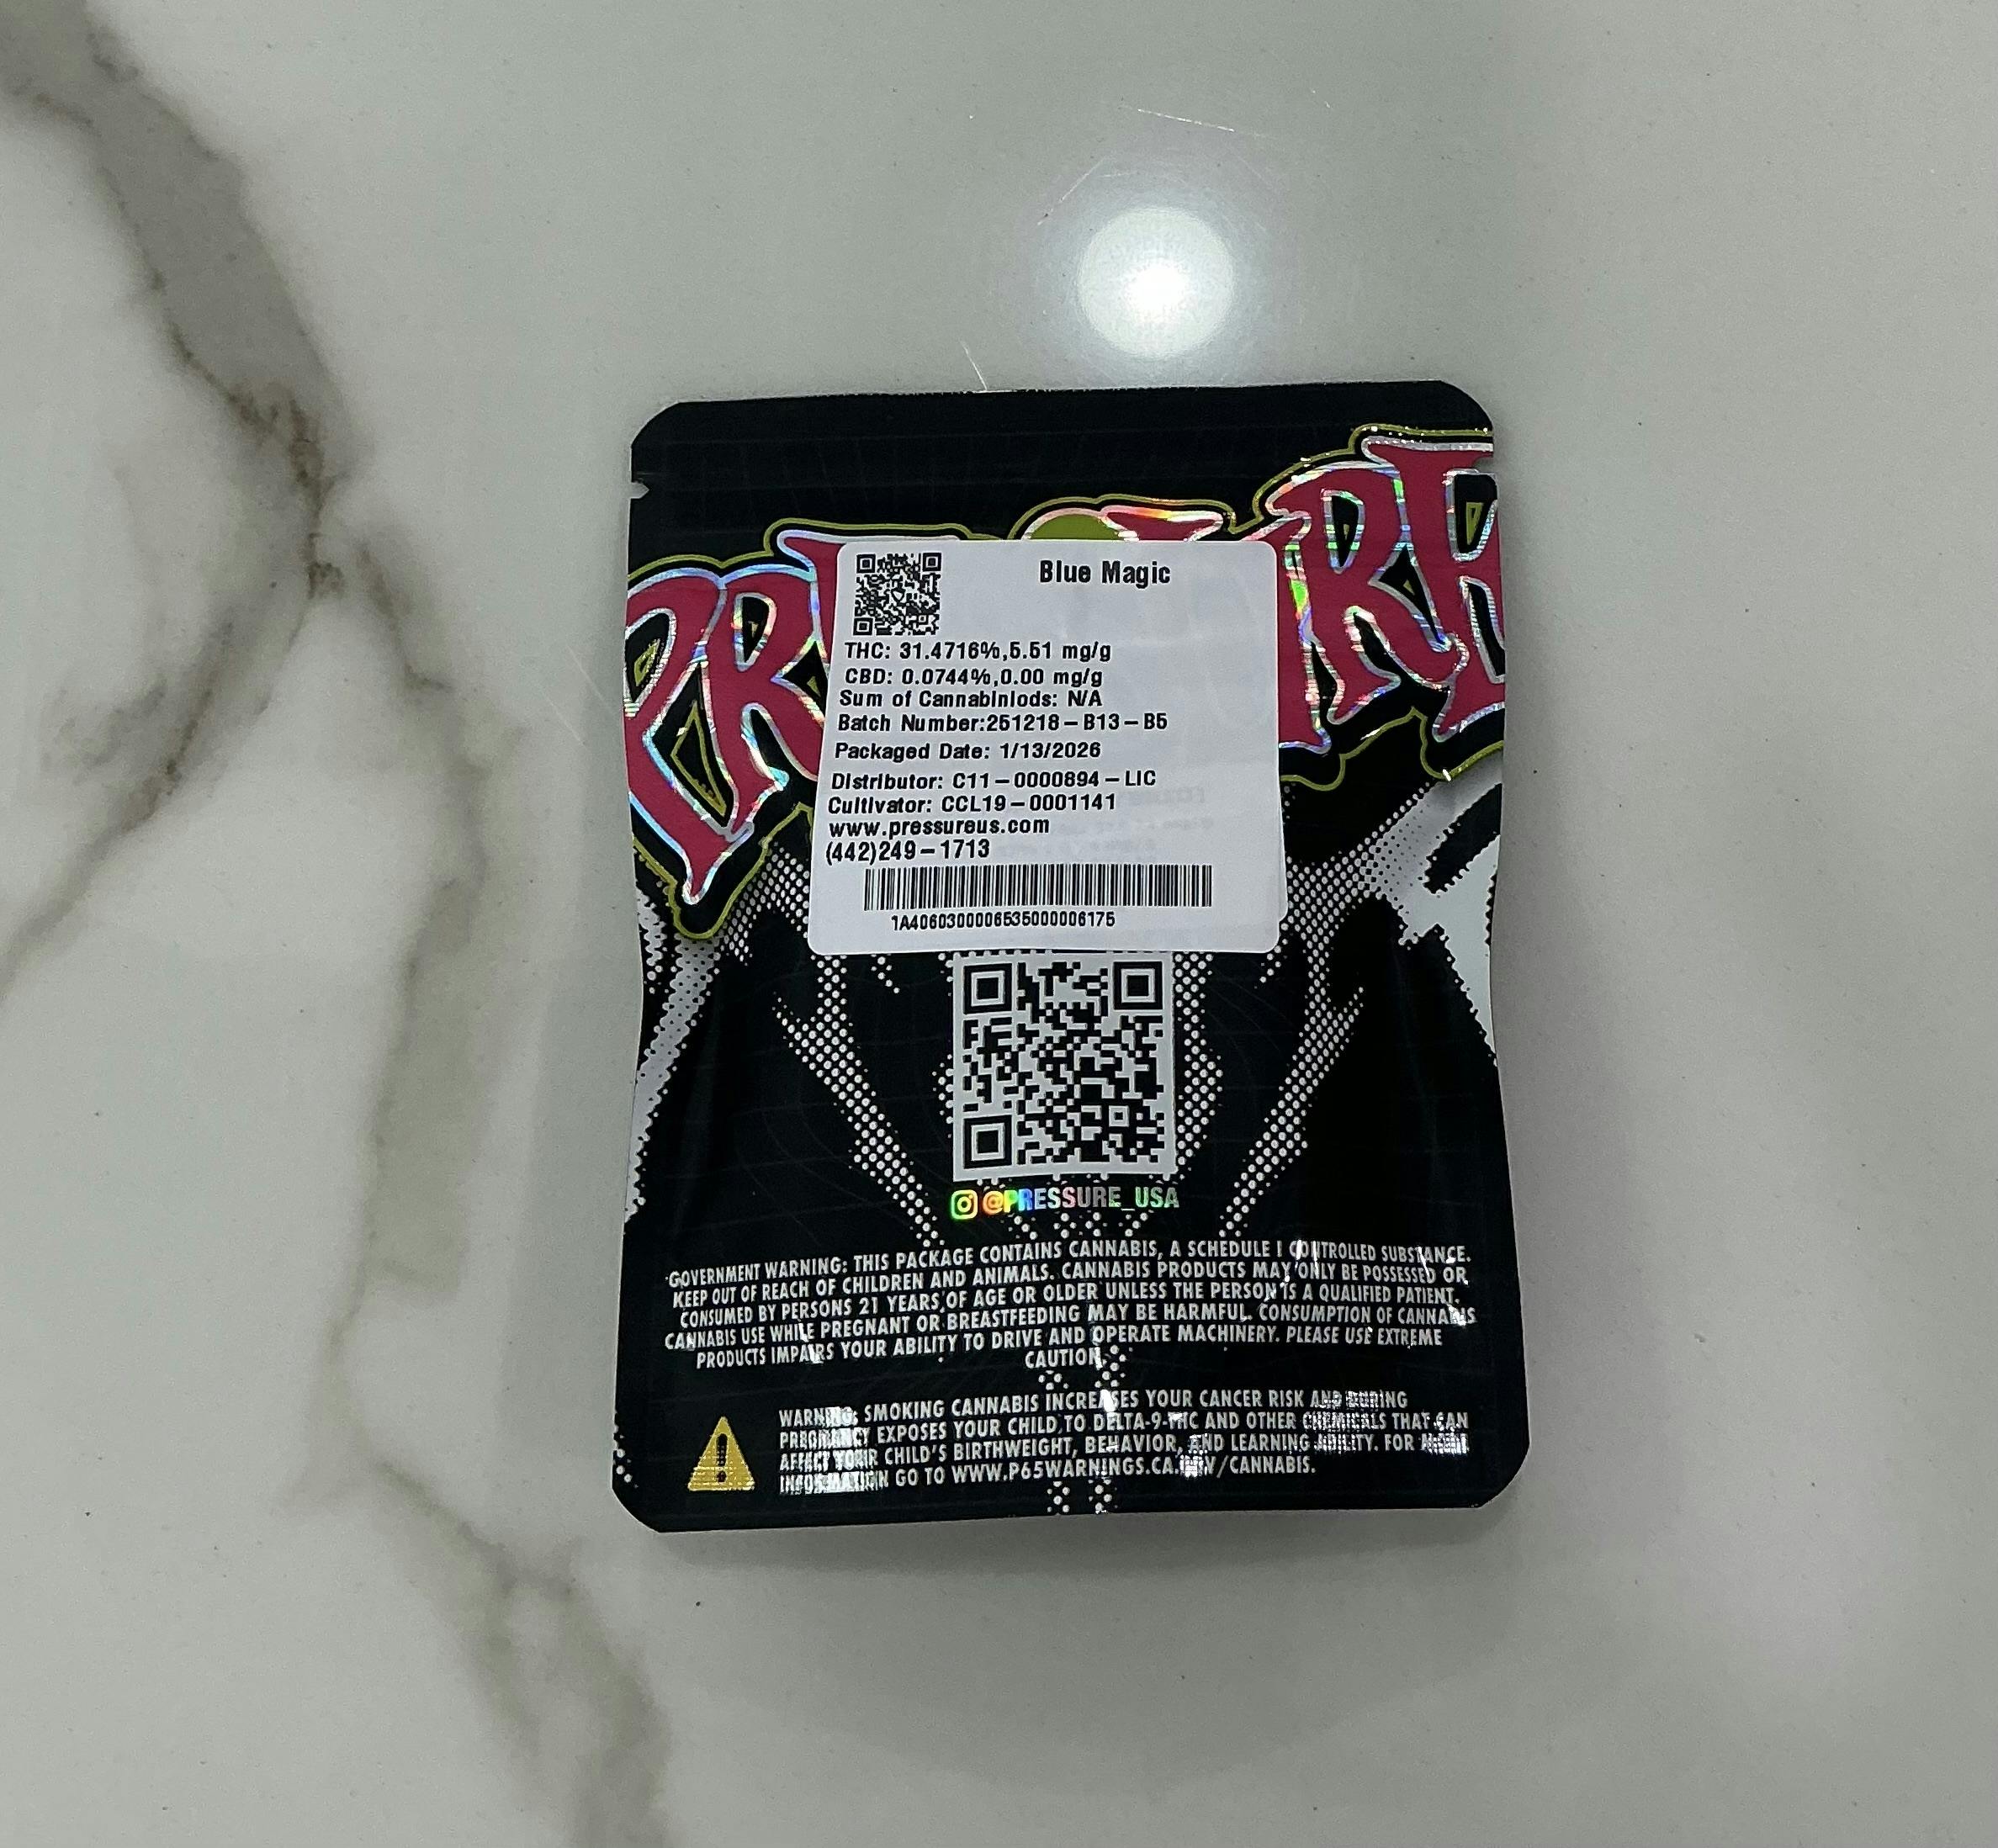 Blue Magic
THC: 31.4716%,5.51 mg/g
CBD: 0.0744%,0.00 mg/g
Sum of Cannabiniods: N/A
Batch Number:251218-B13-B5
Packaged Date: 1/13/2026
Distributor: C11-0000894-LIC
Cultivator: CCL19-0001141
www.pressureus.com
(442)249-1713
1A4060300006535000006175
@PRESSURE_USA
GOVERNMENT WARNING: THIS PACKAGE CONTAINS CANNABIS, A SCHEDULE I CONTROLLED SUBSTANCE.
KEEP OUT OF REACH OF CHILDREN AND ANIMALS. CANNABIS PRODUCTS MAY ONLY BE POSSESSED OR
CONSUMED BY PERSONS 21 YEARS OF AGE OR OLDER UNLESS THE PERSON IS A QUALIFIED PATIENT.
CANNABIS USE WHILE PREGNANT OR BREASTFEEDING MAY BE HARMFUL. CONSUMPTION OF CANNABIS
PRODUCTS IMPAIRS YOUR ABILITY TO DRIVE AND OPERATE MACHINERY. PLEASE USE EXTREME
CAUTION.
WARNING: SMOKING CANNABIS INCREASES YOUR CANCER RISK AND DURING
PREGNANCY EXPOSES YOUR CHILD TO DELTA-9-THC AND OTHER CHEMICALS THAT CAN
AFFECT YOUR CHILD'S BIRTHWEIGHT, BEHAVIOR, AND LEARNING ABILITY. FOR MORE
INFORMATION GO TO WWW.P65WARNINGS.CA.GOV/CANNABIS.